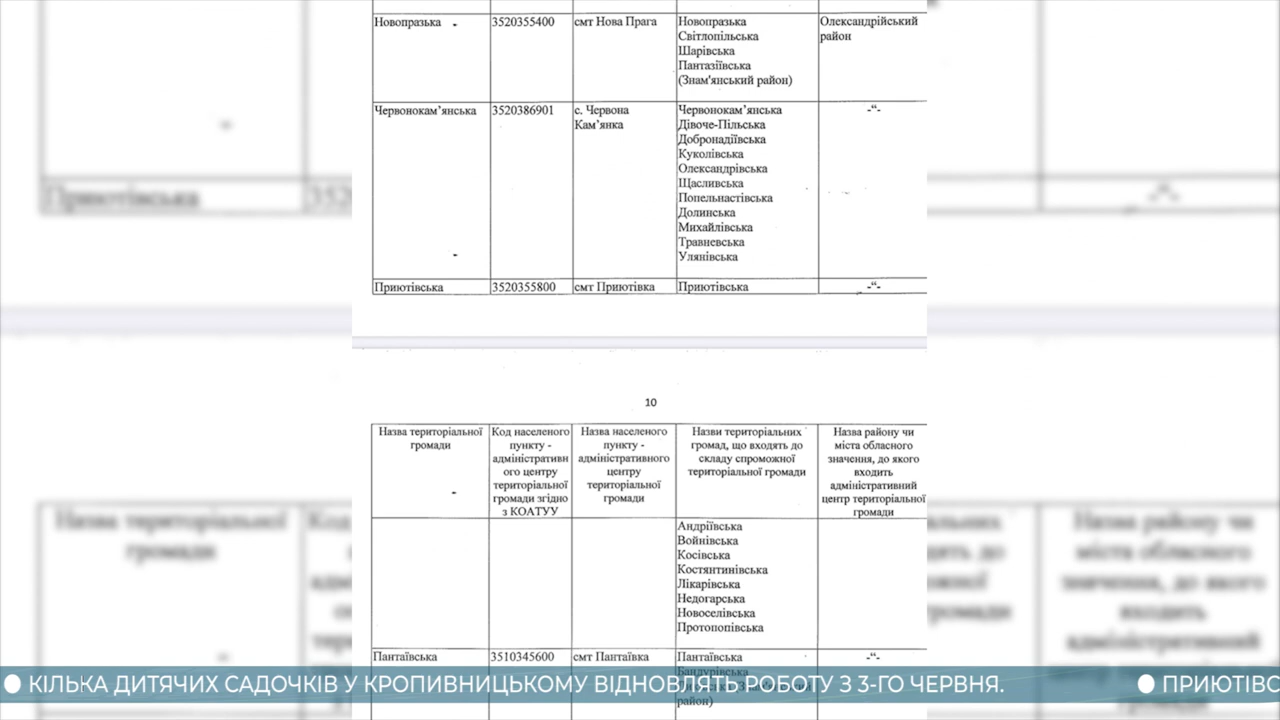 Новопразька
3520355400
смт Нова Прага
Новопразька
Світлопільська
Шарівська
Пантазіївська
(Знам'янський район)
Олександрійський
район
Червонокам'янська
3520386901
с. Червона
Кам'янка
Червонокам'янська
Дівоче-Пільська
Добронадіївська
Куколівська
Олександрівська
Щасливська
Попельнастівська
Долинська
Михайлівська
Травневська
Улянівська
-“-
Приютівська
3520355800
смт Приютівка
Приютівська
-“-
10
Назва територіальної
громади
Код населеного
пункту -
адміністративн
ого центру
територіальної
громади згідно
з КОАТУУ
Назва населеного
пункту -
адміністративного
центру
територіальної
громади
Назви територіальних
громад, що входять до
складу спроможної
територіальної громади
Назва району чи
міста обласного
значення, до якого
входить
адміністративний
центр територіальної
громади
Андріївська
Войнівська
Косівська
Костянтинівська
Лікарівська
Недогарська
Новоселівська
Протопопівська
Пантаївська
3510345600
смт Пантаївка
Пантаївська
Бандурівська
район)
-“-
КІЛЬКА ДИТЯЧИХ САДОЧКІВ У КРОПИВНИЦЬКОМУ ВІДНОВЛЯТЬ РОБОТУ З 3-ГО ЧЕРВНЯ.
ПРИЮТІВС